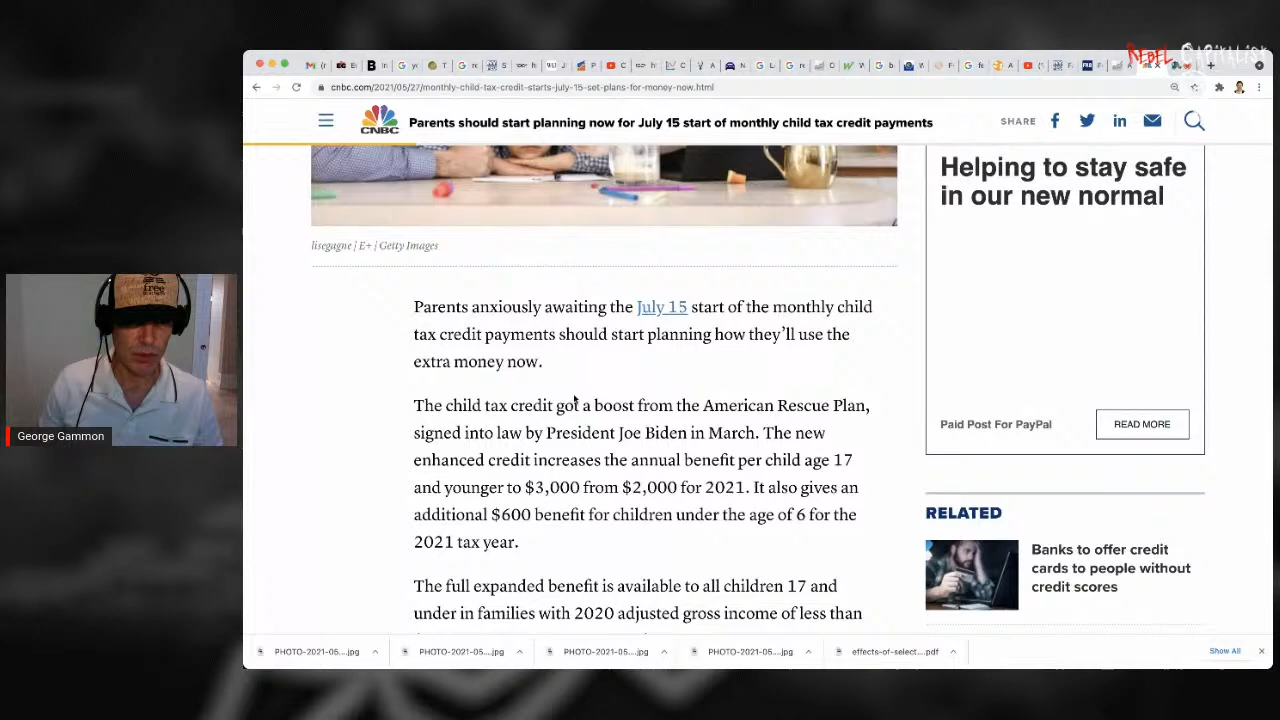 REBEL CAPITALIST
cnbc.com/2021/05/27/monthly-child-tax-credit-starts-july-15-set-plans-for-money-now.html
CNBC
Parents should start planning now for July 15 start of monthly child tax credit payments
SHARE
Helping to stay safe
in our new normal
lisegagne | E+ | Getty Images
Parents anxiously awaiting the July 15 start of the monthly child
tax credit payments should start planning how they'll use the
extra money now.
The child tax credit got a boost from the American Rescue Plan,
signed into law by President Joe Biden in March. The new
enhanced credit increases the annual benefit per child age 17
and younger to $3,000 from $2,000 for 2021. It also gives an
additional $600 benefit for children under the age of 6 for the
2021 tax year.
The full expanded benefit is available to all children 17 and
under in families with 2020 adjusted gross income of less than
Paid Post For PayPal
READ MORE
RELATED
Banks to offer credit
cards to people without
credit scores
free
George Gammon
PHOTO-2021-05....jpg
PHOTO-2021-05....jpg
PHOTO-2021-05....jpg
PHOTO-2021-05....jpg
effects-of-select....pdf
Show All